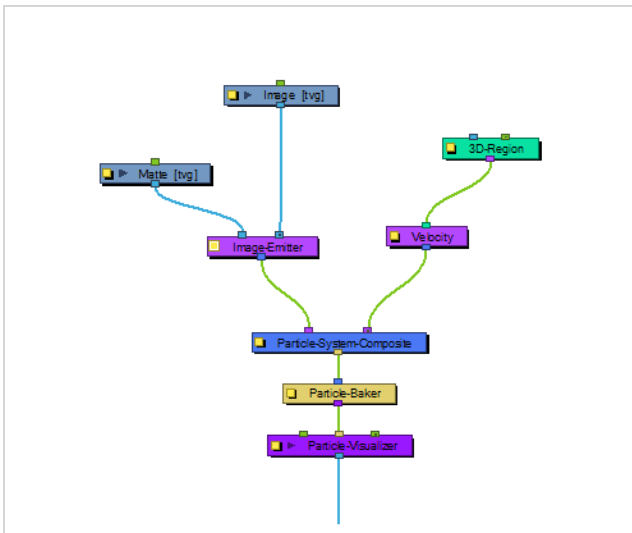 Image [tvg]
3D-Region
Matte [tvg]
Velocity
Image-Emitter
Particle-System-Composite
Particle-Baker
Particle-Visualizer